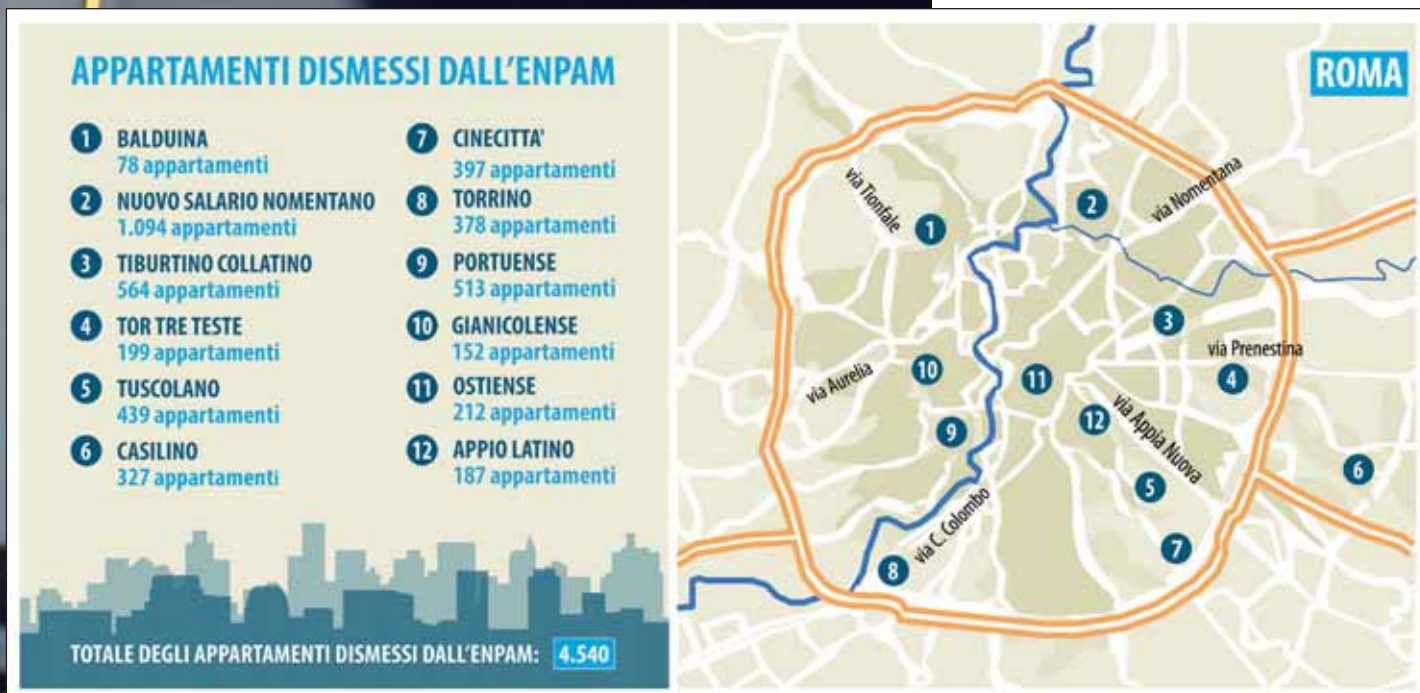 APPARTAMENTI DISMESSI DALL'ENPAM
1 BALDUINA
78 appartamenti
2 NUOVO SALARIO NOMENTANO
1.094 appartamenti
3 TIBURTINO COLLATINO
564 appartamenti
4 TOR TRE TESTE
199 appartamenti
5 TUSCOLANO
439 appartamenti
6 CASILINO
327 appartamenti
7 CINECITTA'
397 appartamenti
8 TORRINO
378 appartamenti
9 PORTUENSE
513 appartamenti
10 GIANICOLENSE
152 appartamenti
11 OSTIENSE
212 appartamenti
12 APPIO LATINO
187 appartamenti
TOTALE DEGLI APPARTAMENTI DISMESSI DALL'ENPAM: 4.540
ROMA
via Tionfale
via Nomentana
1
2
3
via Prenestina
via Aurelia
10
11
4
12
via Appia Nuova
9
6
5
via C. Colombo
7
8